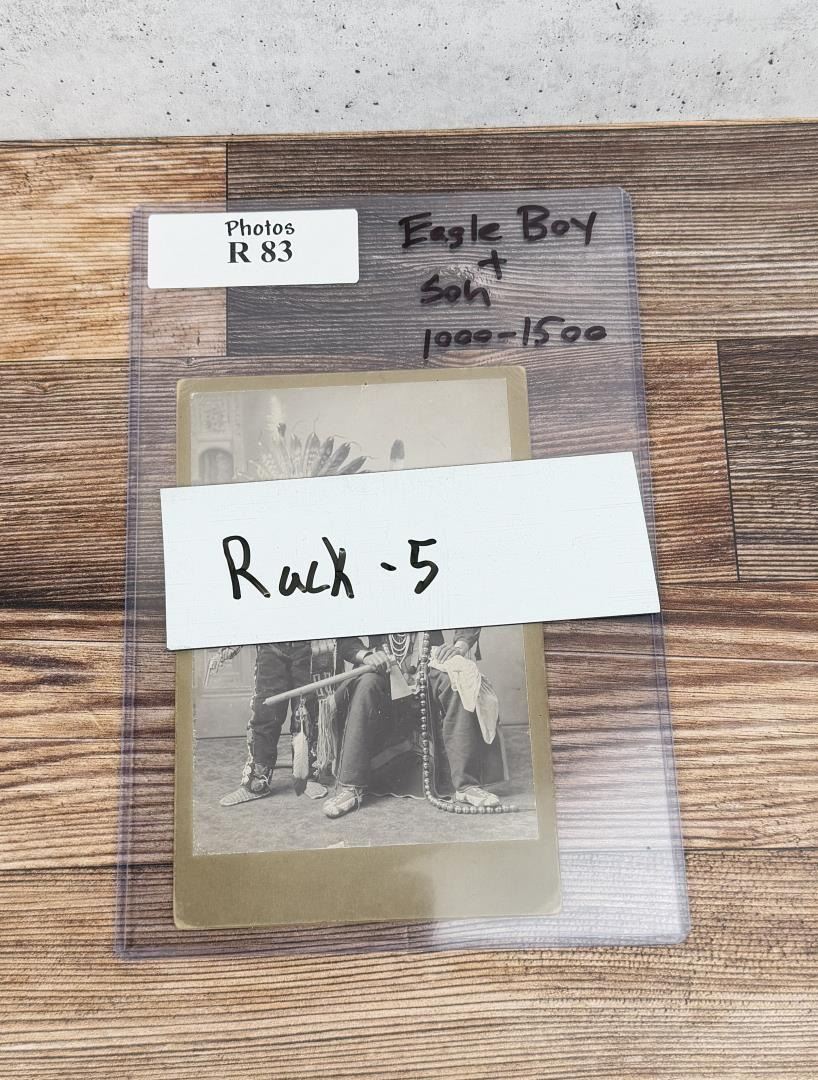 Photos
R 83
Eagle Boy
+
Son
1000-1500
Rack - 5